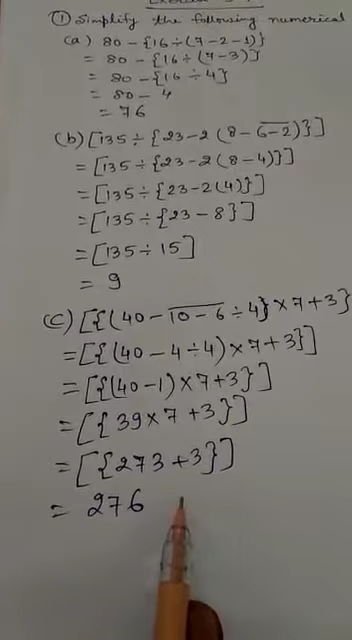 ① Simplify the following numerical
(a) 80 - {16 ÷ (7 - 2 - 1)}
= 80 - {16 ÷ (7 - 3)}
= 80 - {16 ÷ 4}
= 80 - 4
= 76
(b) [135 ÷ {23 - 2 (8 - 6̅ ̅-̅ ̅2̅)}]
= [135 ÷ {23 - 2 (8 - 4)}]
= [135 ÷ {23 - 2(4)}]
= [135 ÷ {23 - 8}]
= [135 ÷ 15]
= 9
(c) [{(40 - 1̅0̅ ̅-̅ ̅6̅ ÷ 4} × 7 + 3}
= [{(40 - 4 ÷ 4) × 7 + 3}]
= [{(40 - 1) × 7 + 3}]
= [{39 × 7 + 3}]
= [{273 + 3}]
= 276